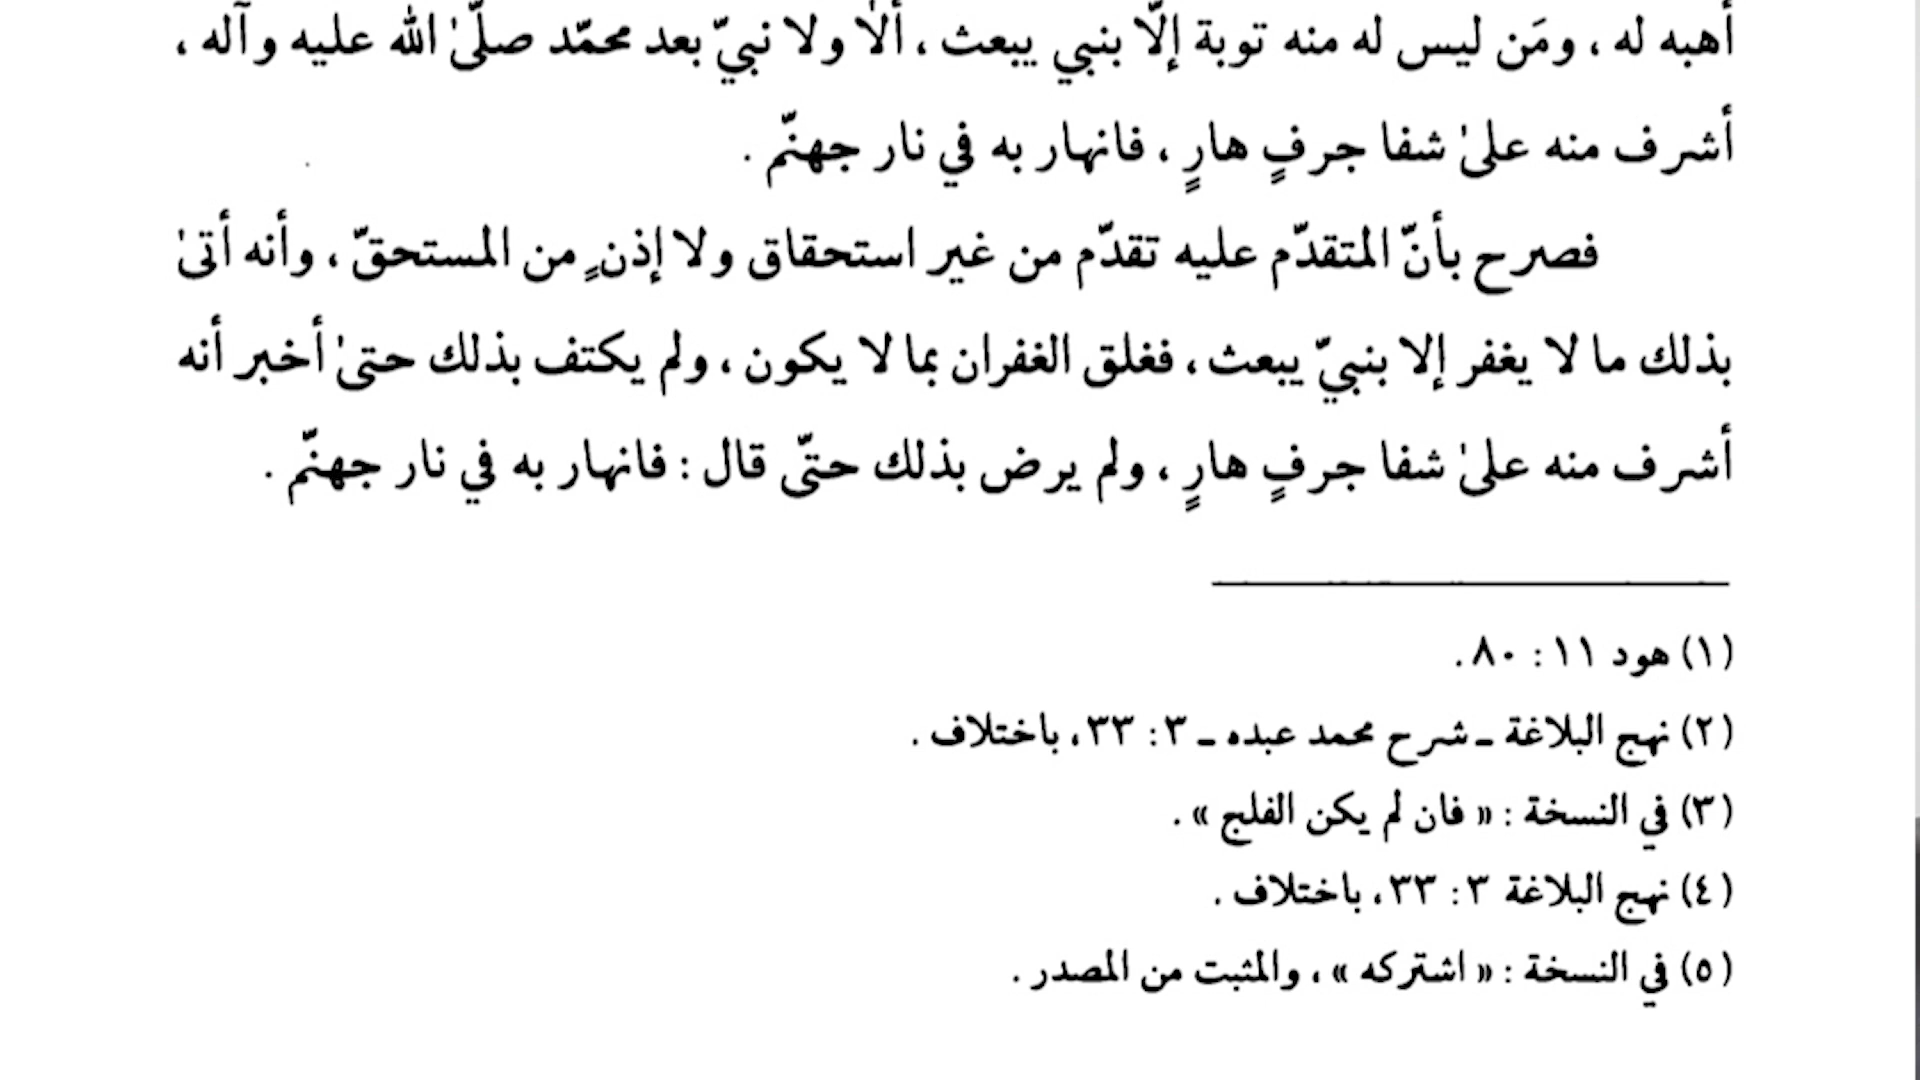 أهبه له ، ومَن ليس له منه توبة إلّا بنبي يبعث ، ألا ولا نبيّ بعد محمّد صلّىٰ الله عليه وآله ،
أشرف منه علىٰ شفا جرفٍ هارٍ ، فانهار به في نار جهنّم .
فصرح بأنّ المتقدّم عليه تقدّم من غير استحقاق ولا إذنٍ من المستحقّ ، وأنه أتىٰ
بذلك ما لا يغفر إلا بنبيّ يبعث ، فغلق الغفران بما لا يكون ، ولم يكتف بذلك حتىٰ أخبر أنه
أشرف منه علىٰ شفا جرفٍ هارٍ ، ولم يرض بذلك حتّى قال : فانهار به في نار جهنّم .
(١) هود ١١ : ٨٠ .
(٢) نهج البلاغة ـ شرح محمد عبده ـ ٣ : ٣٣ ، باختلاف .
(٣) في النسخة : « فان لم يكن الفلج » .
(٤) نهج البلاغة ٣ : ٣٣ ، باختلاف .
(٥) في النسخة : « اشتركه » ، والمثبت من المصدر .